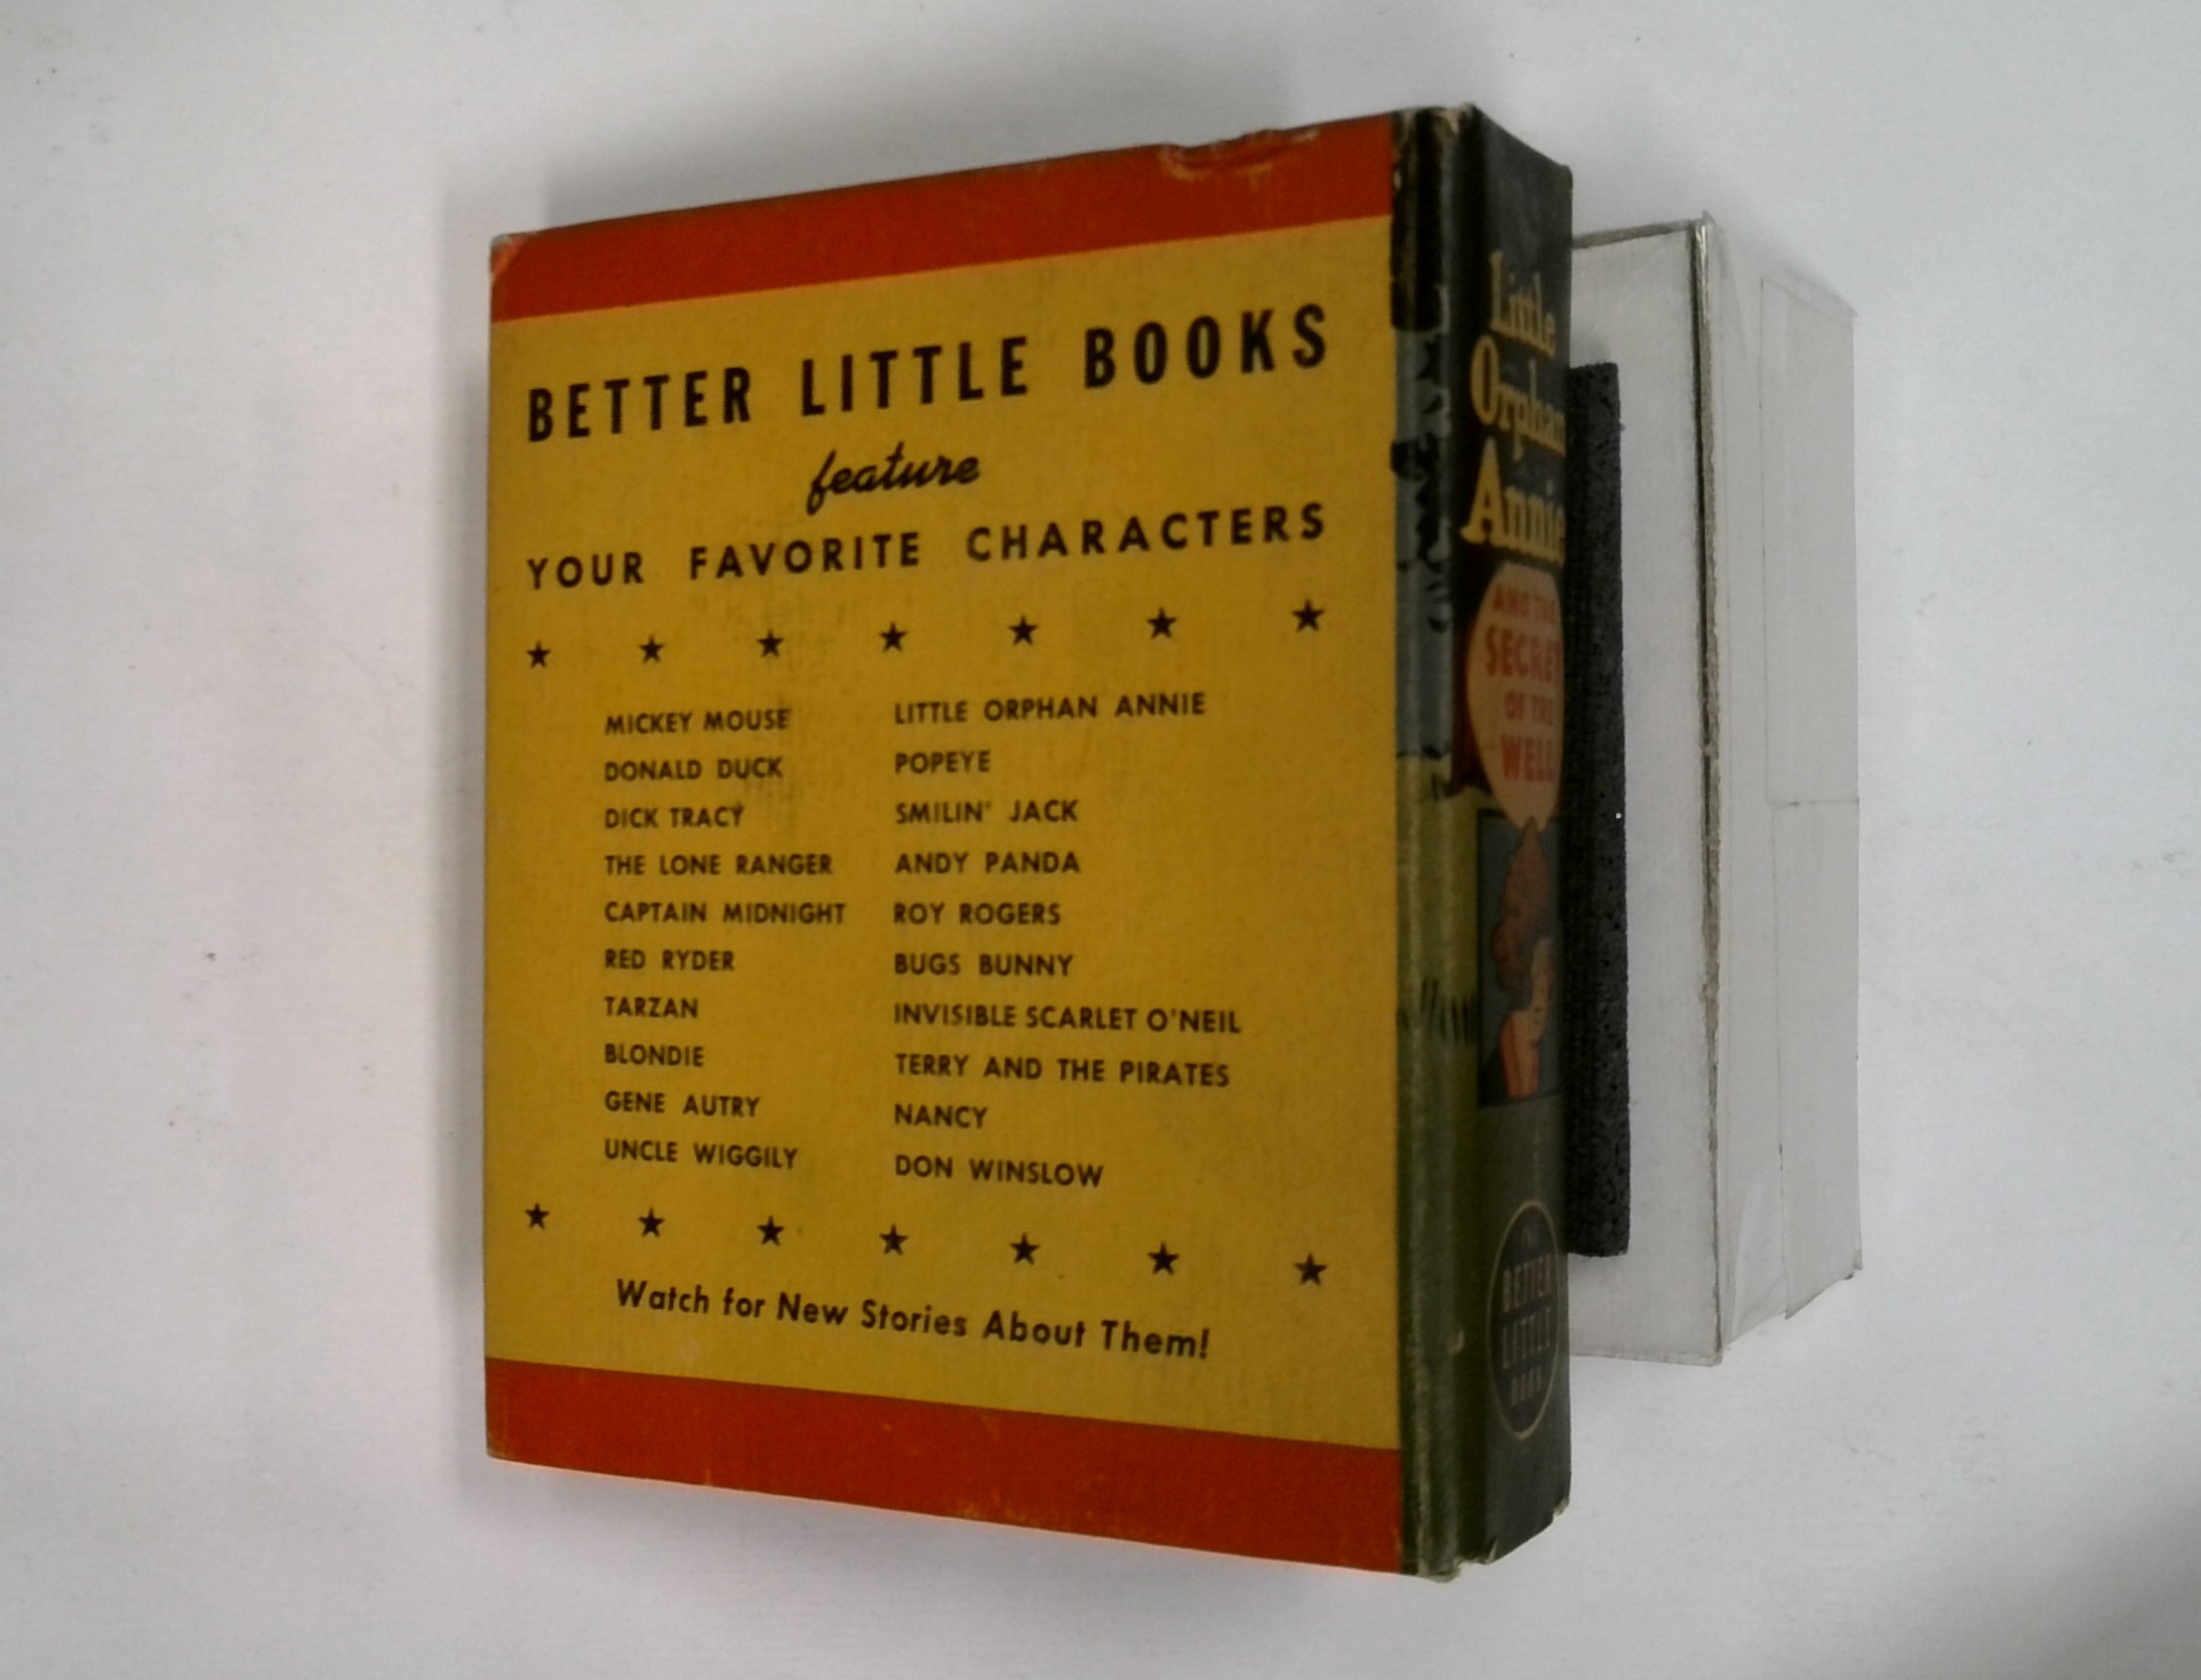 BETTER LITTLE BOOKS
feature
YOUR FAVORITE CHARACTERS
MICKEY MOUSE
DONALD DUCK
DICK TRACY
THE LONE RANGER
CAPTAIN MIDNIGHT
RED RYDER
TARZAN
BLONDIE
GENE AUTRY
UNCLE WIGGILY
LITTLE ORPHAN ANNIE
POPEYE
SMILIN' JACK
ANDY PANDA
ROY ROGERS
BUGS BUNNY
INVISIBLE SCARLET O'NEIL
TERRY AND THE PIRATES
NANCY
DON WINSLOW
Watch for New Stories About Them!
Little
Orphan
Annie
AND THE
SECRET
OF THE
WELL
THE
BETTER
LITTLE
BOOK